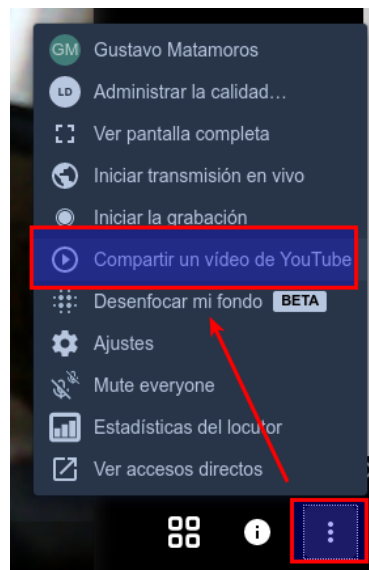 GM Gustavo Matamoros
LD Administrar la calidad…
Ver pantalla completa
Iniciar transmisión en vivo
Iniciar la grabación
Compartir un vídeo de YouTube
Desenfocar mi fondo BETA
Ajustes
Mute everyone
Estadísticas del locutor
Ver accesos directos